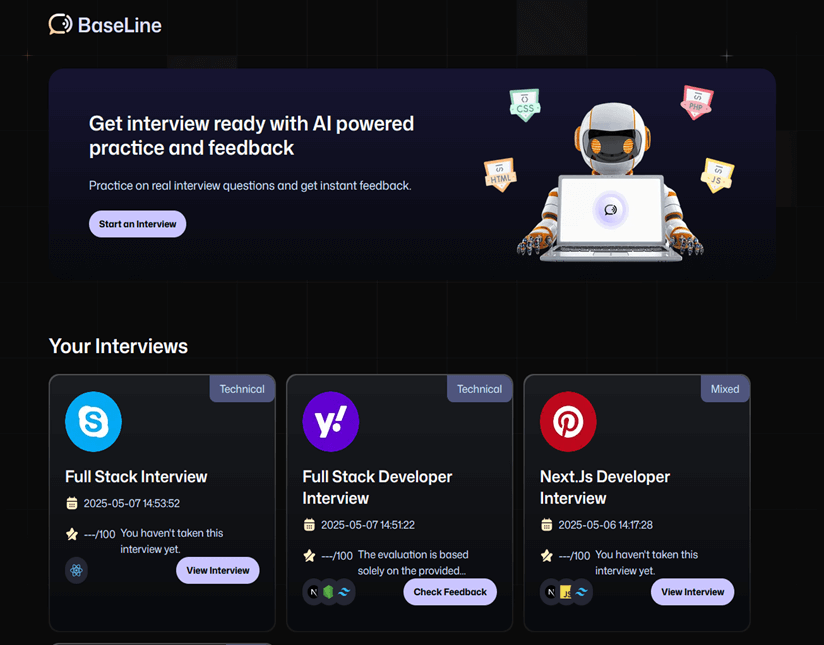 BaseLine
Get interview ready with AI powered
practice and feedback
Practice on real interview questions and get instant feedback.
Start an Interview
CSS
PHP
HTML
JS
Your Interviews
Technical
Full Stack Interview
2025-05-07 14:53:52
---/100 You haven't taken this
interview yet.
View Interview
Technical
y!
Full Stack Developer
Interview
2025-05-07 14:51:22
---/100 The evaluation is based
solely on the provided...
N
Check Feedback
Mixed
Next.Js Developer
Interview
2025-05-06 14:17:28
---/100 You haven't taken this
interview yet.
N JS
View Interview